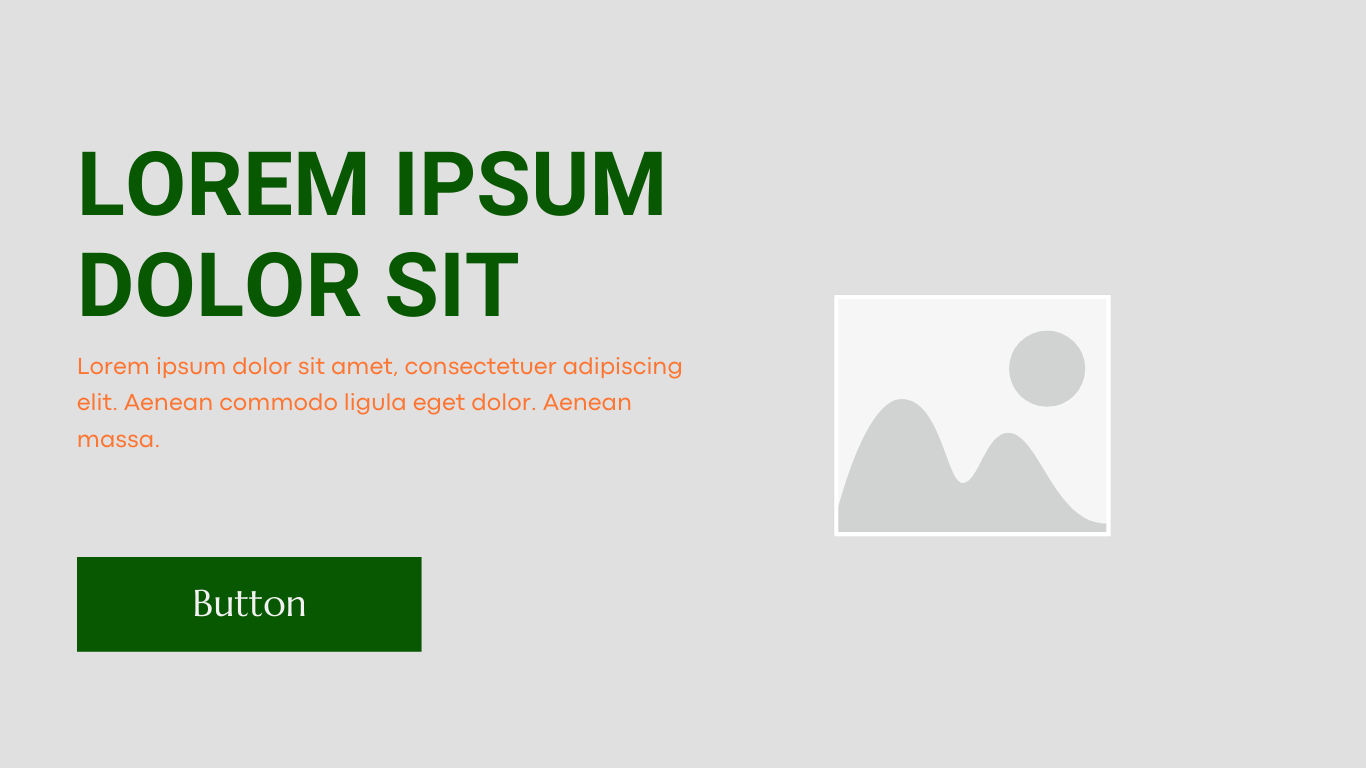 LOREM IPSUM
DOLOR SIT
Lorem ipsum dolor sit amet, consectetuer adipiscing
elit. Aenean commodo ligula eget dolor. Aenean
massa.
Button